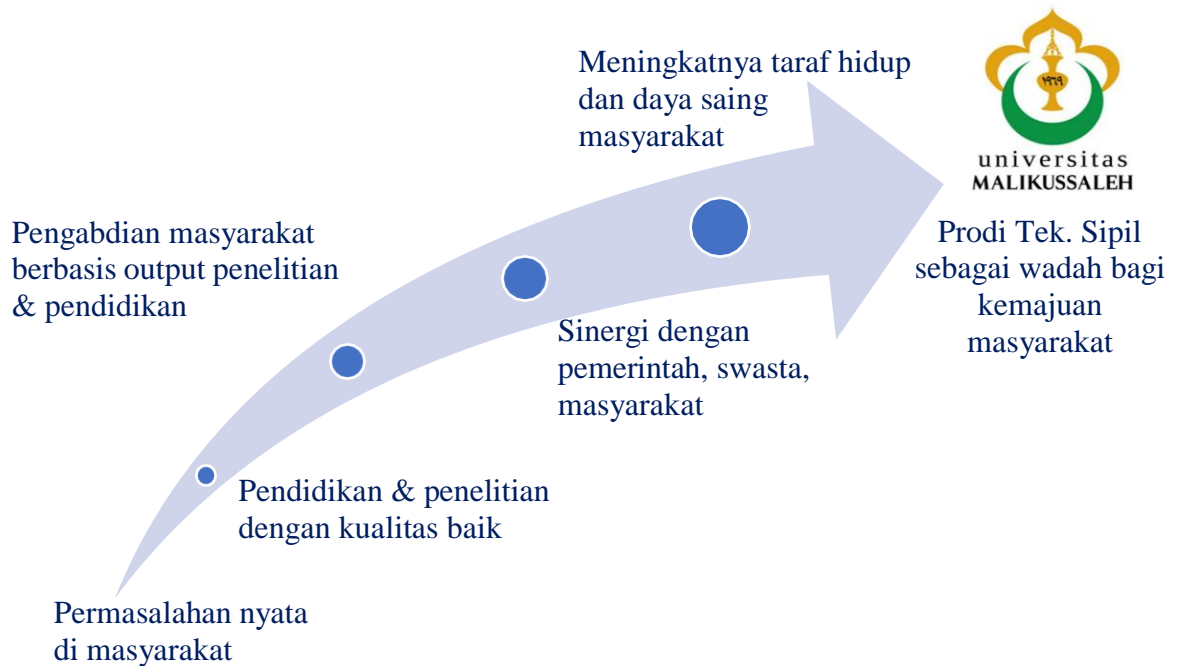 Meningkatnya taraf hidup
dan daya saing
masyarakat
١٩٦٩
universitas
MALIKUSSALEH
Prodi Tek. Sipil
sebagai wadah bagi
kemajuan
masyarakat
Pengabdian masyarakat
berbasis output penelitian
& pendidikan
Sinergi dengan
pemerintah, swasta,
masyarakat
Pendidikan & penelitian
dengan kualitas baik
Permasalahan nyata
di masyarakat